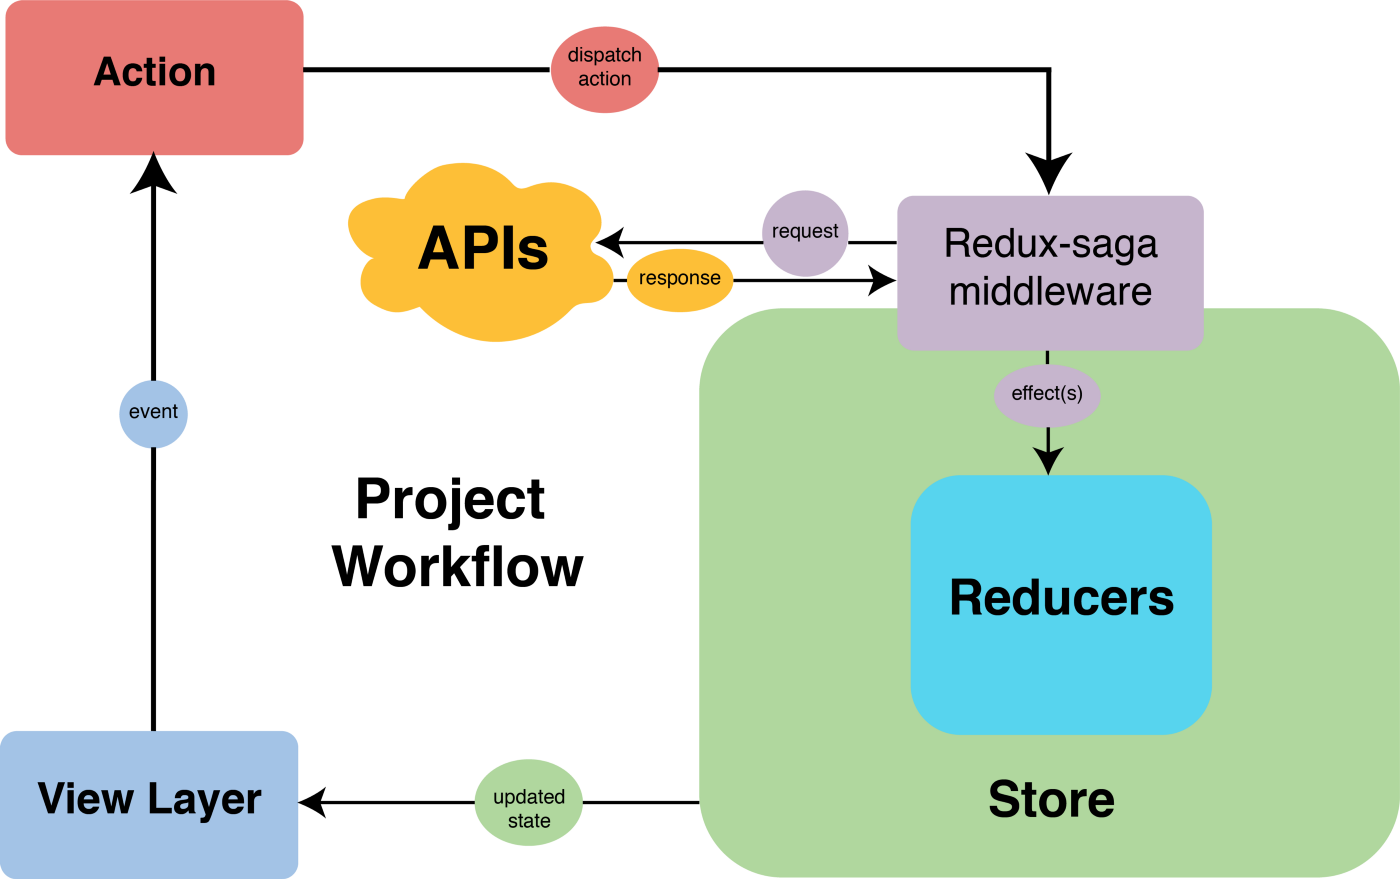 Action
dispatch
action
APIs
request
response
Redux-saga
middleware
effect(s)
event
Project
Workflow
Reducers
View Layer
updated
state
Store